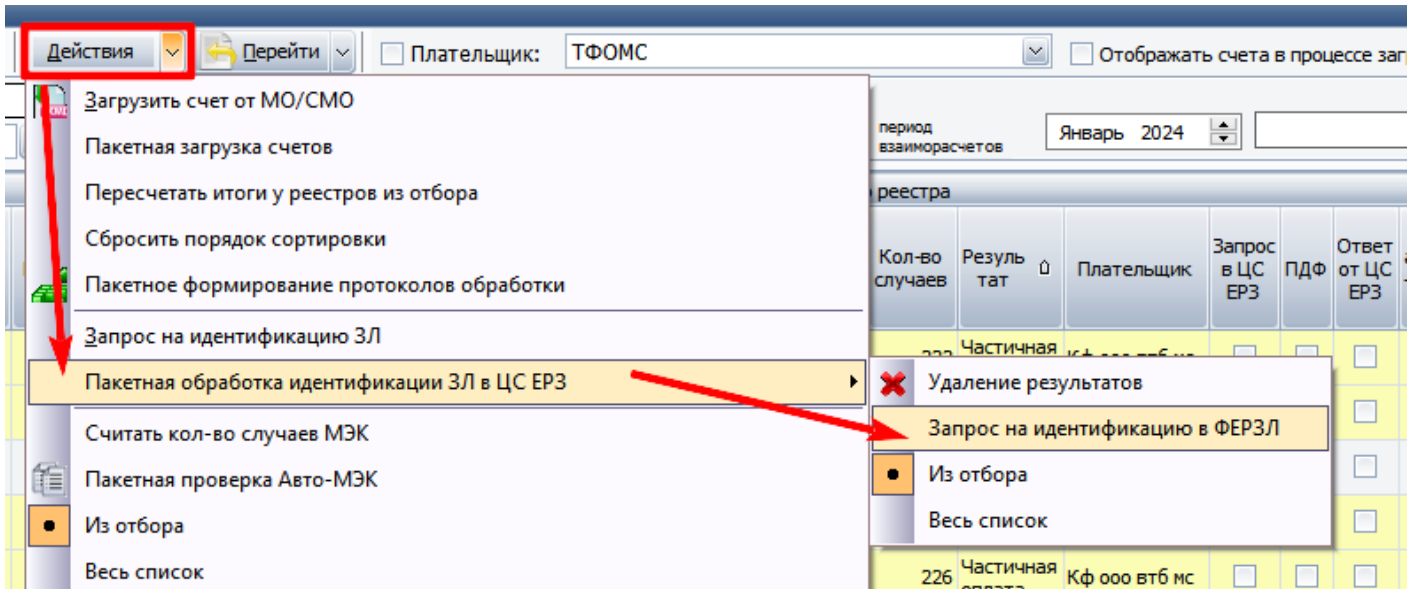 Действия
Перейти
Плательщик:
ТФОМС
Отображать счета в процессе заг
Загрузить счет от МО/СМО
Пакетная загрузка счетов
Пересчитать итоги у реестров из отбора
Сбросить порядок сортировки
Пакетное формирование протоколов обработки
Запрос на идентификацию ЗЛ
Пакетная обработка идентификации ЗЛ в ЦС ЕРЗ
Считать кол-во случаев МЭК
Пакетная проверка Авто-МЭК
Из отбора
Весь список
период
взаиморасчетов
Январь 2024
реестра
Кол-во
случаев
Резуль
тат
Плательщик
Запрос
в ЦС
ЕРЗ
ПДФ
Ответ
от ЦС
ЕРЗ
Частичная
Удаление результатов
Запрос на идентификацию в ФЕРЗЛ
Из отбора
Весь список
226
Частичная
оплата
Кф ооо втб мс